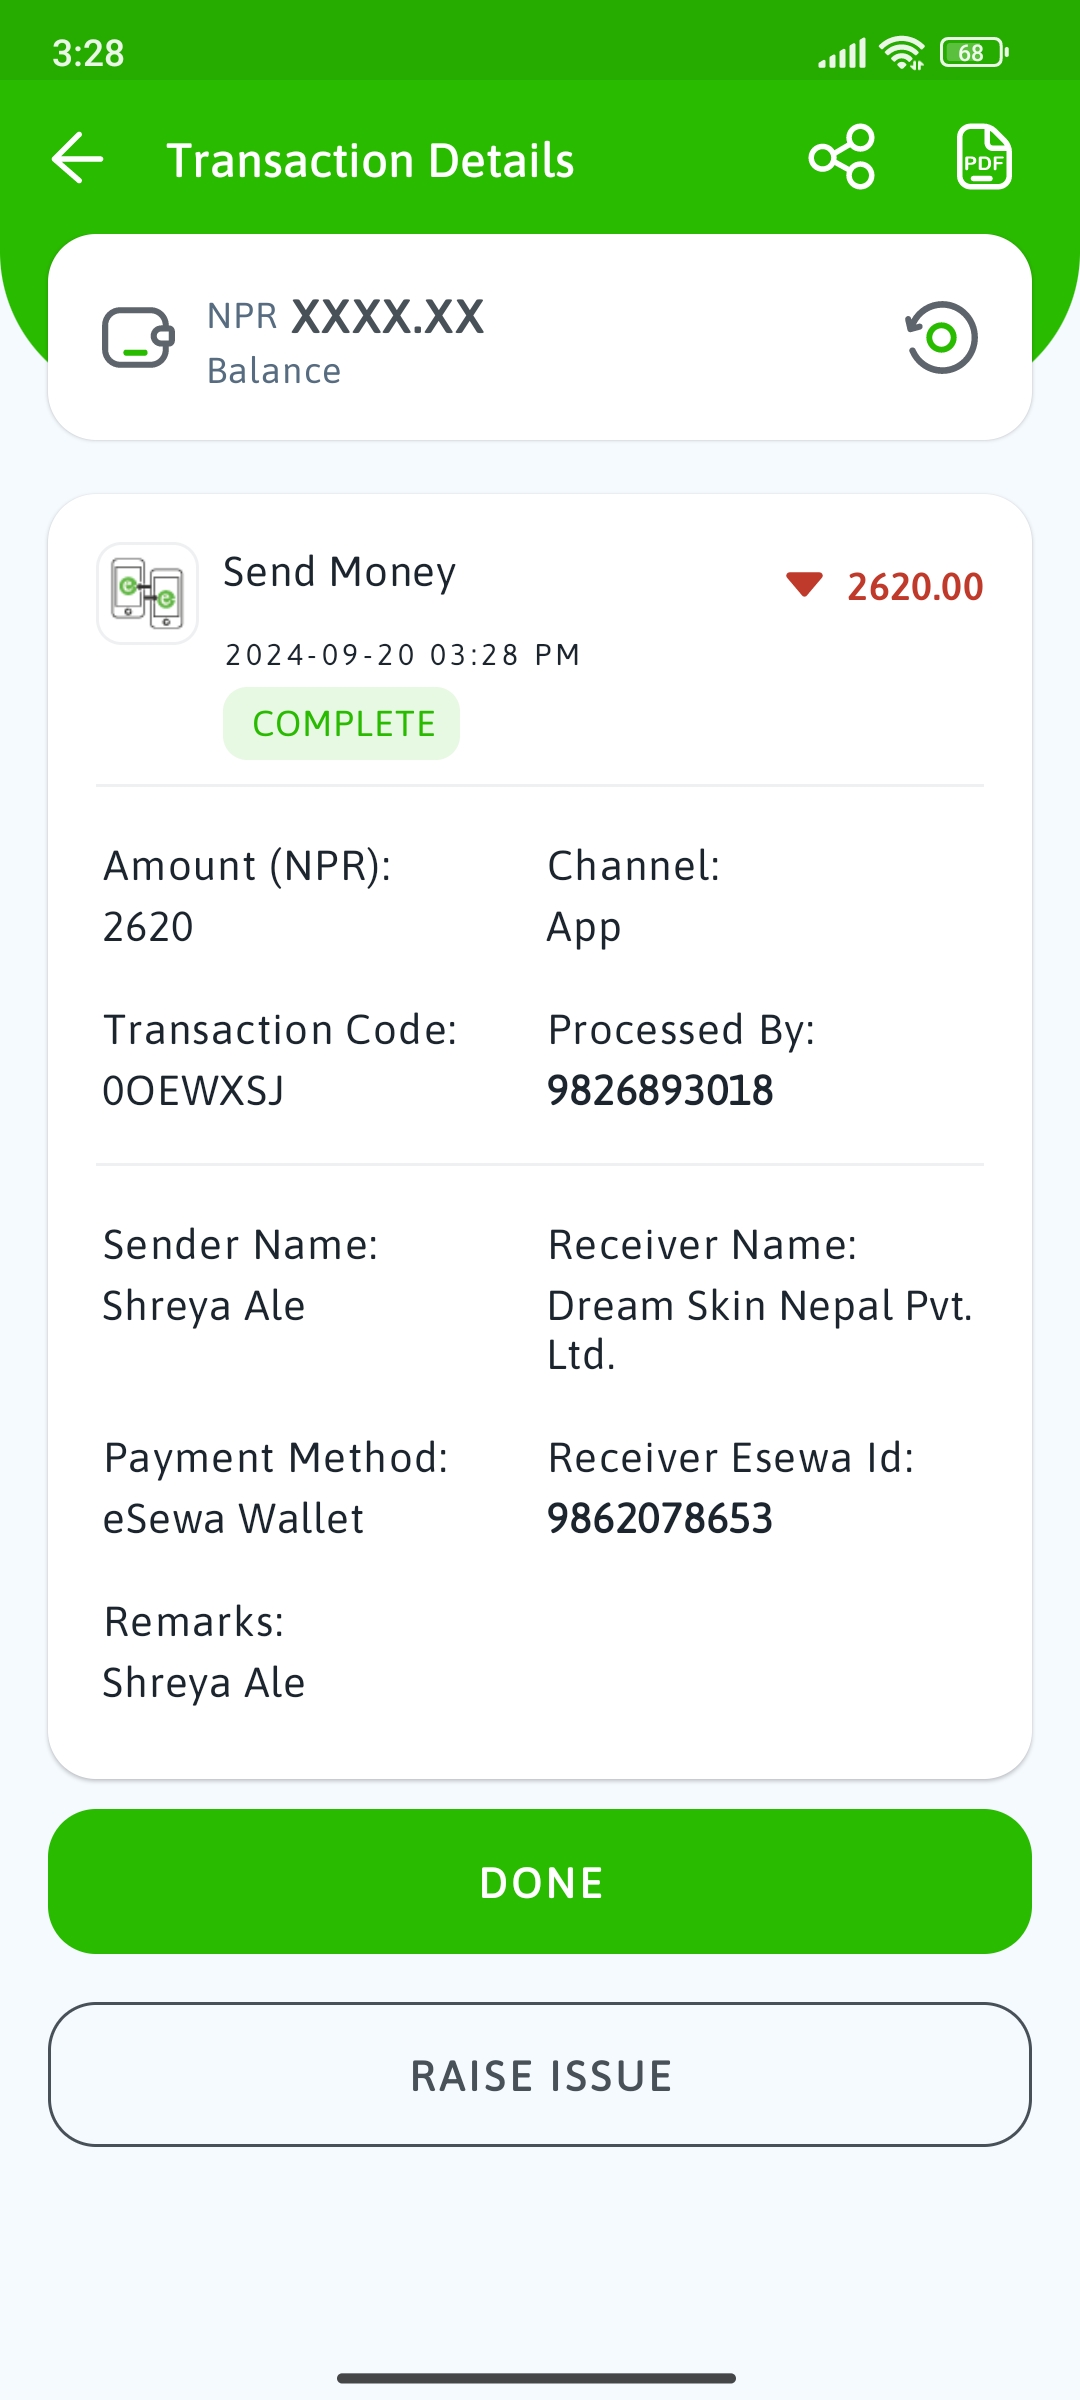 3:28
68
Transaction Details
PDF
NPR XXXX.XX
Balance
Send Money
2620.00
2024-09-20 03:28 PM
COMPLETE
Amount (NPR):
Channel:
2620
App
Transaction Code:
Processed By:
0OEWXSJ
9826893018
Sender Name:
Receiver Name:
Shreya Ale
Dream Skin Nepal Pvt.
Ltd.
Payment Method:
Receiver Esewa Id:
eSewa Wallet
9862078653
Remarks:
Shreya Ale
DONE
RAISE ISSUE